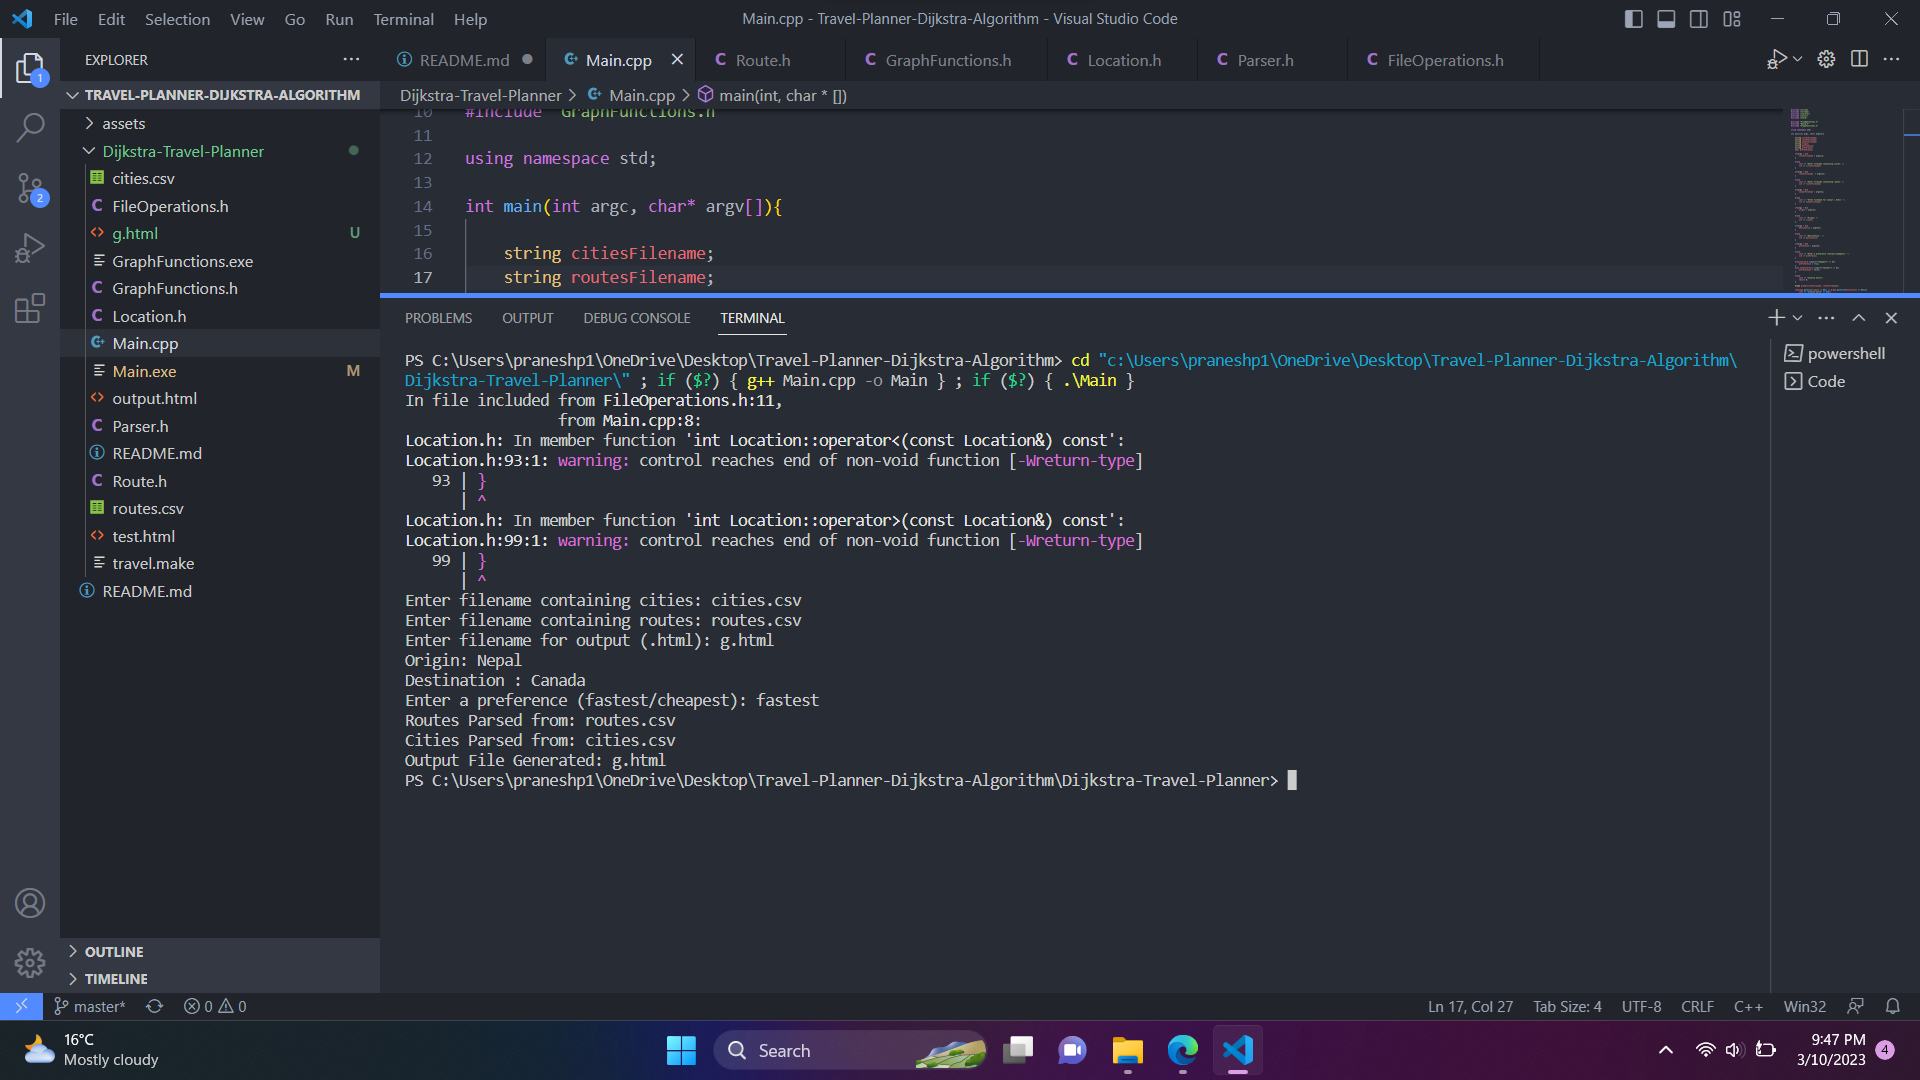 File Edit Selection View Go Run Terminal Help
Main.cpp - Travel-Planner-Dijkstra-Algorithm - Visual Studio Code
EXPLORER
README.md
Main.cpp
Route.h
GraphFunctions.h
Location.h
Parser.h
FileOperations.h
TRAVEL-PLANNER-DIJKSTRA-ALGORITHM
assets
Dijkstra-Travel-Planner
cities.csv
FileOperations.h
g.html U
GraphFunctions.exe
GraphFunctions.h
Location.h
Main.cpp
Main.exe M
output.html
Parser.h
README.md
Route.h
routes.csv
test.html
travel.make
README.md
OUTLINE
TIMELINE
Dijkstra-Travel-Planner > Main.cpp > main(int, char * [])
10 #include "GraphFunctions.h"
11
12 using namespace std;
13
14 int main(int argc, char* argv[]){
15
16 string citiesFilename;
17 string routesFilename;
PROBLEMS OUTPUT DEBUG CONSOLE TERMINAL
powershell
Code
PS C:\Users\praneshp1\OneDrive\Desktop\Travel-Planner-Dijkstra-Algorithm> cd "c:\Users\praneshp1\OneDrive\Desktop\Travel-Planner-Dijkstra-Algorithm\
Dijkstra-Travel-Planner\" ; if ($?) { g++ Main.cpp -o Main } ; if ($?) { .\Main }
In file included from FileOperations.h:11,
from Main.cpp:8:
Location.h: In member function 'int Location::operator<(const Location&) const':
Location.h:93:1: warning: control reaches end of non-void function [-Wreturn-type]
93 | }
| ^
Location.h: In member function 'int Location::operator>(const Location&) const':
Location.h:99:1: warning: control reaches end of non-void function [-Wreturn-type]
99 | }
| ^
Enter filename containing cities: cities.csv
Enter filename containing routes: routes.csv
Enter filename for output (.html): g.html
Origin: Nepal
Destination : Canada
Enter a preference (fastest/cheapest): fastest
Routes Parsed from: routes.csv
Cities Parsed from: cities.csv
Output File Generated: g.html
PS C:\Users\praneshp1\OneDrive\Desktop\Travel-Planner-Dijkstra-Algorithm\Dijkstra-Travel-Planner>
1
2
master* 0 0
Ln 17, Col 27 Tab Size: 4 UTF-8 CRLF C++ Win32
16°C
Mostly cloudy
Search
9:47 PM
3/10/2023
4